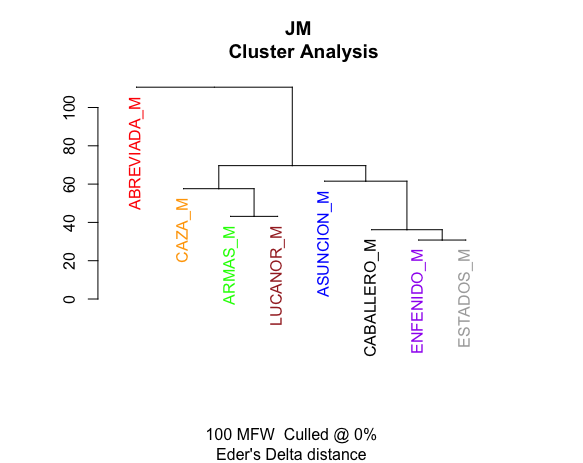 JM
Cluster Analysis
100
80
60
40
20
0
ABREVIADA_M
CAZA_M
ARMAS_M
LUCANOR_M
ASUNCION_M
CABALLERO_M
ENFENIDO_M
ESTADOS_M
100 MFW  Culled @ 0%
Eder's Delta distance